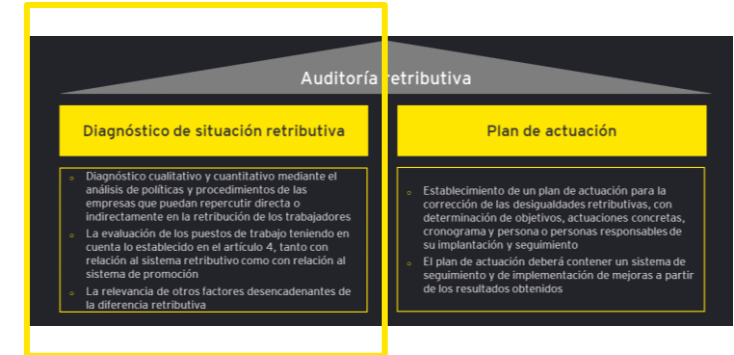 Auditoría retributiva
Diagnóstico de situación retributiva
Diagnóstico cualitativo y cuantitativo mediante el
análisis de políticas y procedimientos de las
empresas que puedan repercutir directa o
indirectamente en la retribución de los trabajadores
La evaluación de los puestos de trabajo teniendo en
cuenta lo establecido en el artículo 4, tanto con
relación al sistema retributivo como con relación al
sistema de promoción
La relevancia de otros factores desencadenantes de
la diferencia retributiva
Plan de actuación
Establecimiento de un plan de actuación para la
corrección de las desigualdades retributivas, con
determinación de objetivos, actuaciones concretas,
cronograma y persona o personas responsables de
su implantación y seguimiento
El plan de actuación deberá contener un sistema de
seguimiento y de implementación de mejoras a partir
de los resultados obtenidos